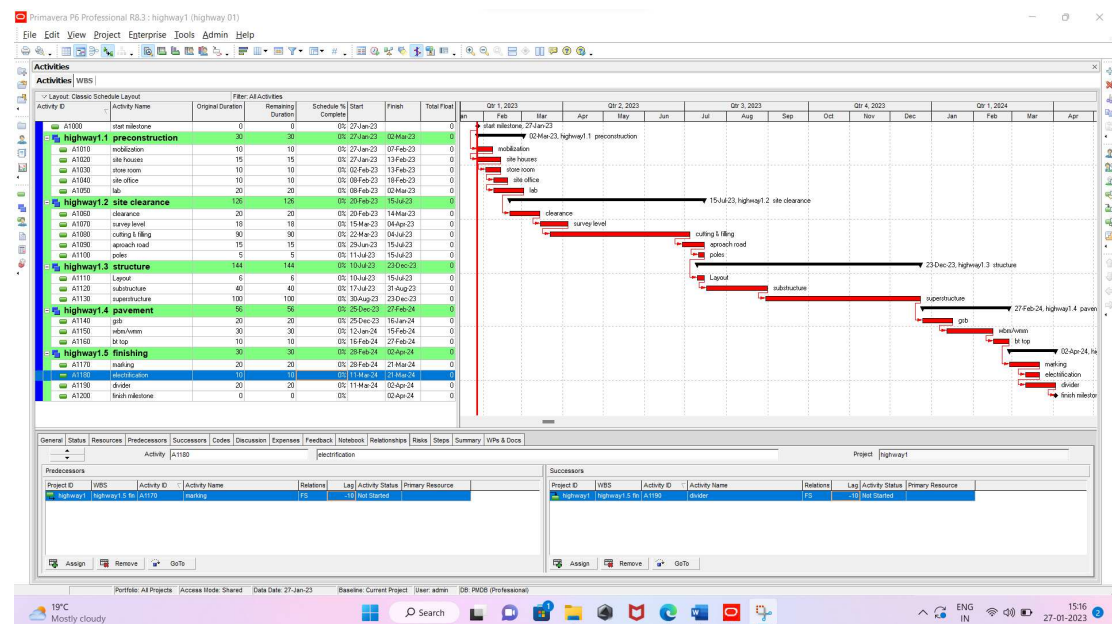 Primavera P6 Professional R8.3 : highway1 (highway 01)
File Edit View Project Enterprise Tools Admin Help
Activities
Activities WBS
Layout: Classic Schedule Layout Filter: All Activities
Activity ID Activity Name Original Duration Remaining Duration Schedule % Complete Start Finish Total Float
Qtr 1, 2023 Qtr 2, 2023 Qtr 3, 2023 Qtr 4, 2023 Qtr 1, 2024
an Feb Mar Apr May Jun Jul Aug Sep Oct Nov Dec Jan Feb Mar Apr
A1000 start milestone 0 0 0% 27-Jan-23 0 start milestone, 27-Jan-23
highway1.1 preconstruction 30 30 0% 27-Jan-23 02-Mar-23 0 02-Mar-23, highway1.1 preconstruction
A1010 mobilization 10 10 0% 27-Jan-23 07-Feb-23 0 mobilization
A1020 site houses 15 15 0% 27-Jan-23 13-Feb-23 0 site houses
A1030 store room 10 10 0% 02-Feb-23 13-Feb-23 0 store room
A1040 site office 10 10 0% 08-Feb-23 18-Feb-23 0 site office
A1050 lab 20 20 0% 08-Feb-23 02-Mar-23 0 lab
highway1.2 site clearance 126 126 0% 20-Feb-23 15-Jul-23 0 15-Jul-23, highway1.2 site clearance
A1060 clearance 20 20 0% 20-Feb-23 14-Mar-23 0 clearance
A1070 survey level 18 18 0% 15-Mar-23 04-Apr-23 0 survey level
A1080 cutting & filling 90 90 0% 22-Mar-23 04-Jul-23 0 cutting & filling
A1090 aproach road 15 15 0% 29-Jun-23 15-Jul-23 0 aproach road
A1100 poles 5 5 0% 11-Jul-23 15-Jul-23 0 poles
highway1.3 structure 144 144 0% 10-Jul-23 23-Dec-23 0 23-Dec-23, highway1.3 structure
A1110 Layout 6 6 0% 10-Jul-23 15-Jul-23 0 Layout
A1120 substructure 40 40 0% 17-Jul-23 31-Aug-23 0 substructure
A1130 superstructure 100 100 0% 30-Aug-23 23-Dec-23 0 superstructure
highway1.4 pavement 56 56 0% 25-Dec-23 27-Feb-24 0 27-Feb-24, highway1.4 paven
A1140 gsb 20 20 0% 25-Dec-23 16-Jan-24 0 gsb
A1150 wbm/wmm 30 30 0% 12-Jan-24 15-Feb-24 0 wbm/wmm
A1160 bt top 10 10 0% 16-Feb-24 27-Feb-24 0 bt top
highway1.5 finishing 30 30 0% 28-Feb-24 02-Apr-24 0 02-Apr-24, hi
A1170 marking 20 20 0% 28-Feb-24 21-Mar-24 0 marking
A1180 electrification 10 10 0% 11-Mar-24 21-Mar-24 0 electrification
A1190 divider 20 20 0% 11-Mar-24 02-Apr-24 0 divider
A1200 finish milestone 0 0 0% 02-Apr-24 0 finish milestor
General Status Resources Predecessors Successors Codes Discussion Expenses Feedback Notebook Relationships Risks Steps Summary WPs & Docs
Activity A1180 electrification Project highway1
Predecessors Successors
Project ID WBS Activity ID Activity Name Relations Lag Activity Status Primary Resource Project ID WBS Activity ID Activity Name Relations Lag Activity Status Primary Resource
highway1 highway1.5 fin A1170 marking FS -10 Not Started highway1 highway1.5 fin A1190 divider FS -10 Not Started
Assign Remove GoTo Assign Remove GoTo
Portfolio: All Projects Access Mode: Shared Data Date: 27-Jan-23 Baseline: Current Project User: admin DB: PMDB (Professional)
19°C
Mostly cloudy
Search
ENG
IN
15:16
27-01-2023
2